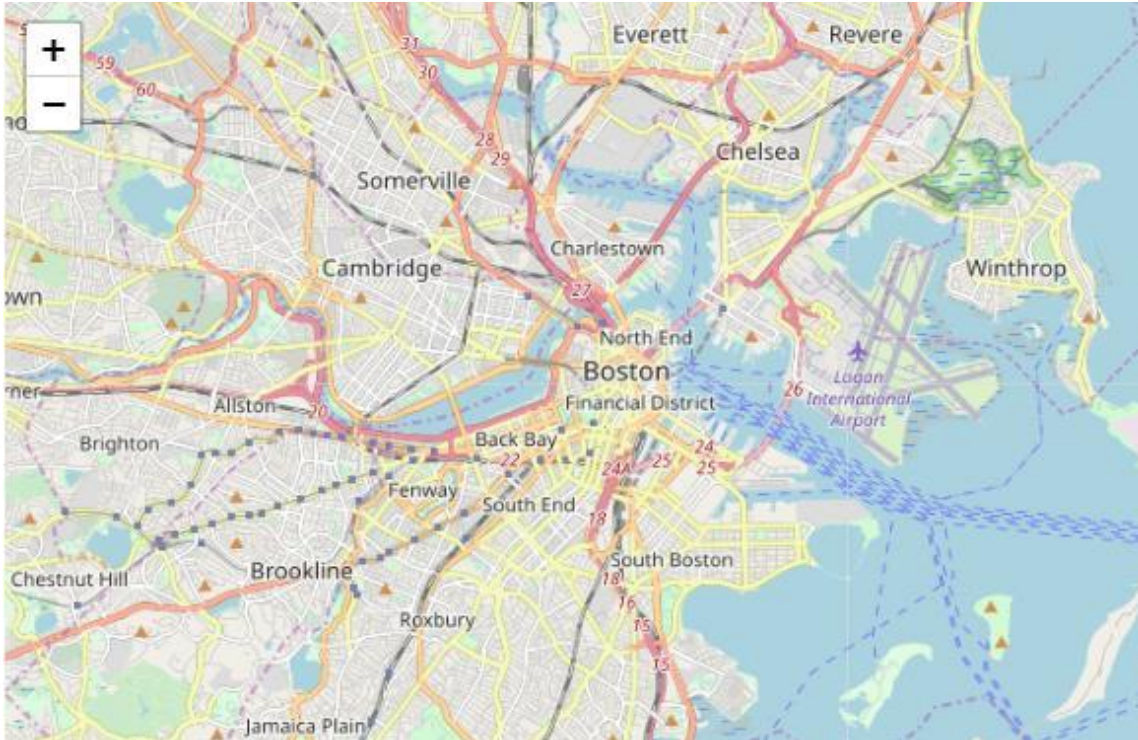 +
−
59
60
31
30
28
29
Everett
Revere
Chelsea
Somerville
Charlestown
Cambridge
Winthrop
27
own
North End
Boston
Logan
International
Airport
26
ner
20
Allston
Financial District
Brighton
Back Bay
22
24
25
25
24A
Fenway
South End
18
Chestnut Hill
Brookline
South Boston
18
16
Roxbury
15
15
Jamaica Plain